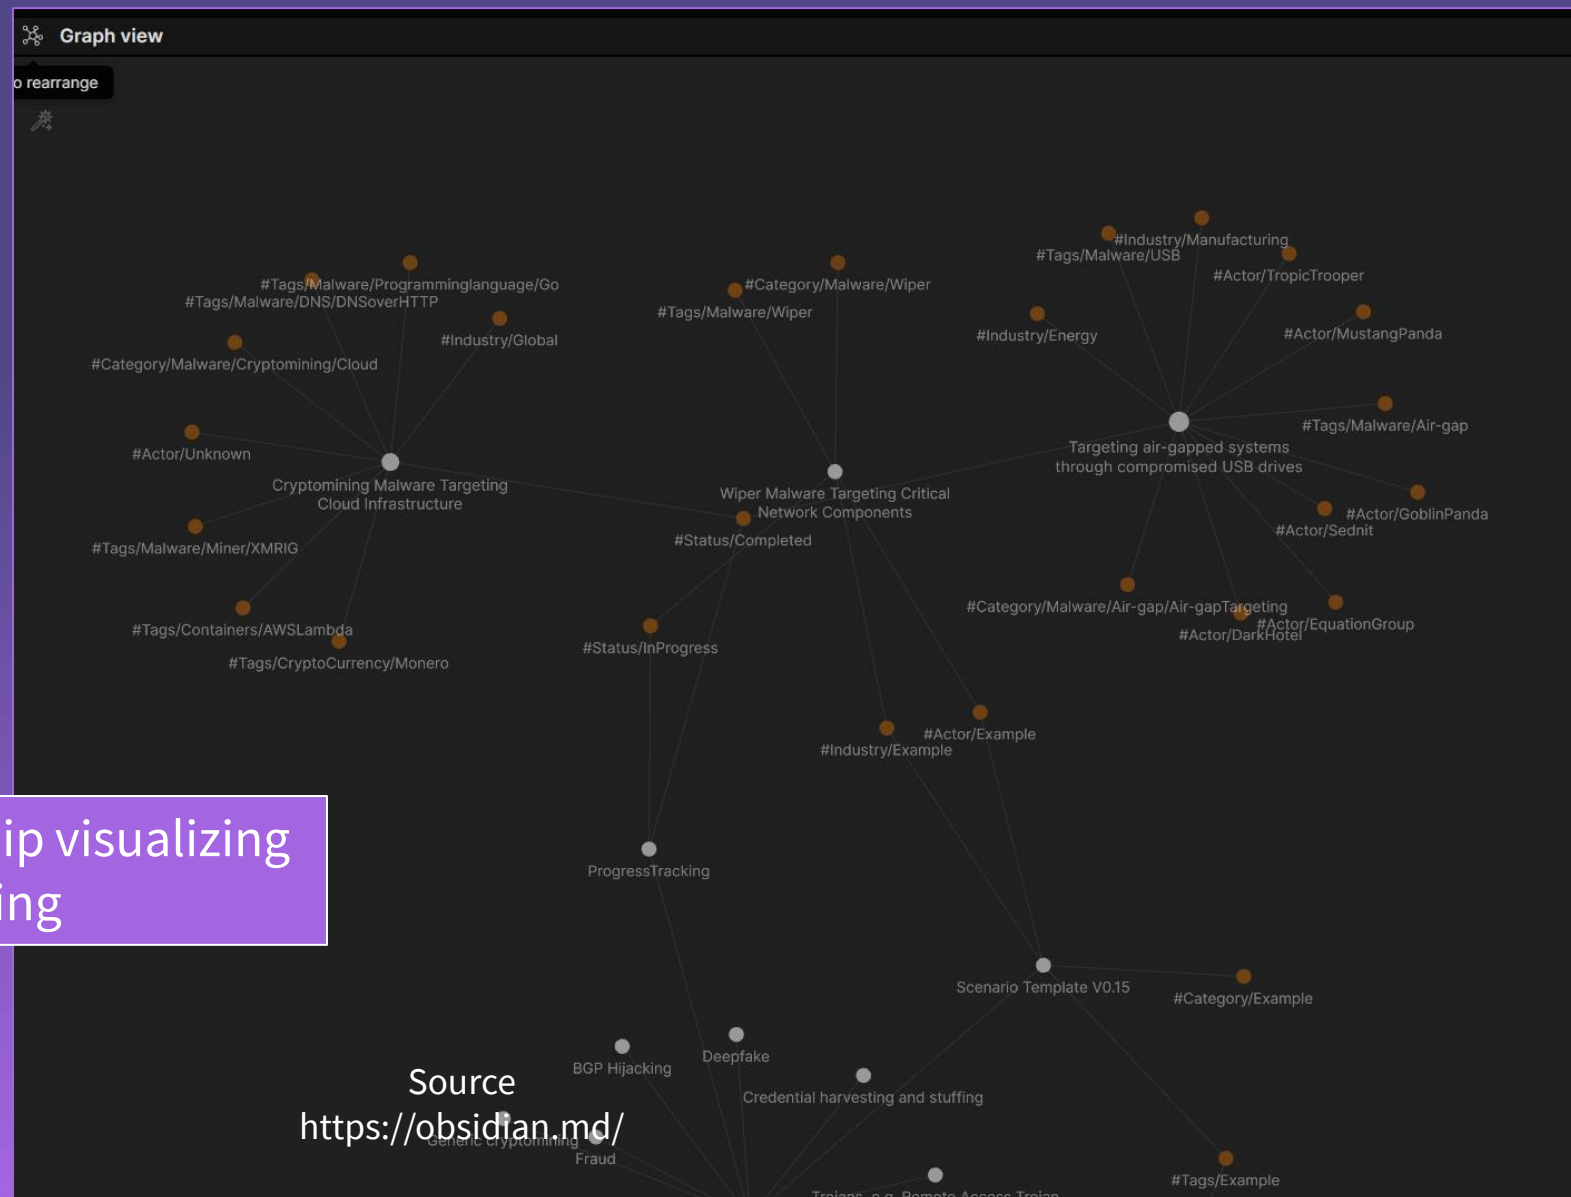 Graph view
o rearrange
#Industry/Manufacturing
#Tags/Malware/USB
#Actor/TropicTrooper
#Tags/Malware/Programminglanguage/Go
#Tags/Malware/DNS/DNSoverHTTP
#Category/Malware/Wiper
#Tags/Malware/Wiper
#Industry/Global
#Industry/Energy
#Actor/MustangPanda
#Category/Malware/Cryptomining/Cloud
#Tags/Malware/Air-gap
#Actor/Unknown
Targeting air-gapped systems
through compromised USB drives
Cryptomining Malware Targeting
Cloud Infrastructure
Wiper Malware Targeting Critical
Network Components
#Actor/GoblinPanda
#Actor/Sednit
#Status/Completed
#Tags/Malware/Miner/XMRIG
#Category/Malware/Air-gap/Air-gapTargeting
#Actor/EquationGroup
#Actor/DarkHotel
#Tags/Containers/AWSLambda
#Status/InProgress
#Tags/CryptoCurrency/Monero
#Actor/Example
#Industry/Example
ip visualizing
ing
ProgressTracking
Scenario Template V0.15
#Category/Example
Deepfake
BGP Hijacking
Source
https://obsidian.md/
Credential harvesting and stuffing
Generic cryptomining
Fraud
#Tags/Example
Trojans, e.g. Remote Access Trojan